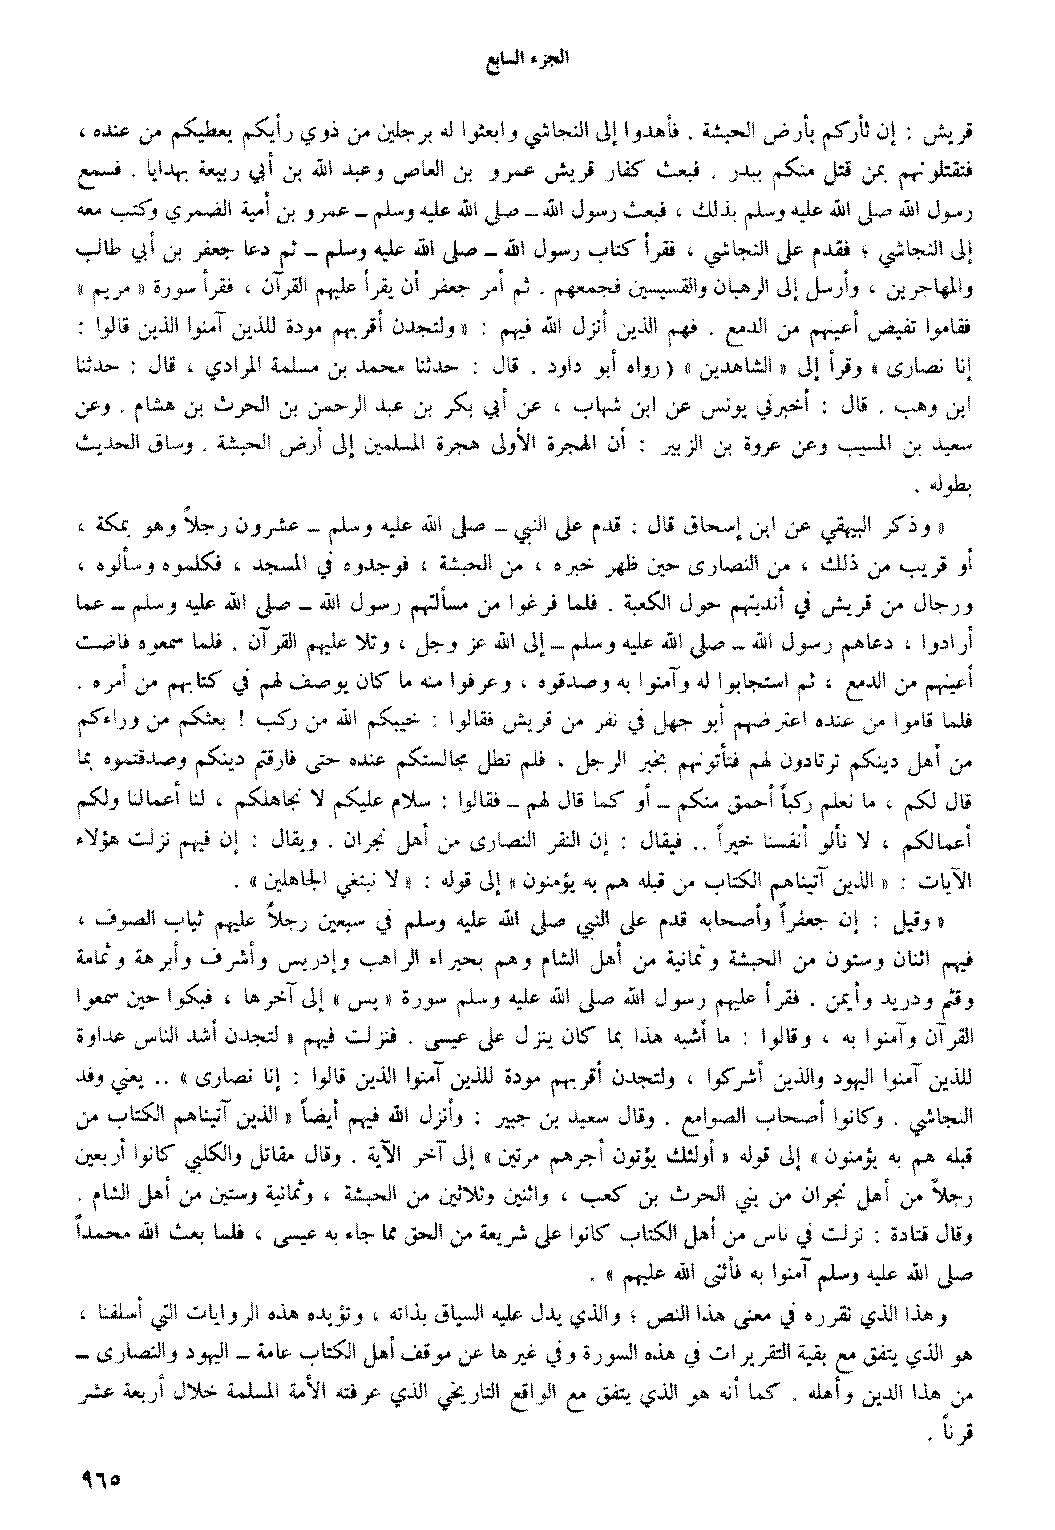 الجزء السابع
قريش : إن ثأركم بأرض الحبشة . فأهدوا إلى النجاشي وابعثوا له برجلين من ذوي رأيكم يعطيكم من عنده ،
فتقتلونهم بمن قتل منكم ببدر . فبعث كفار قريش عمرو بن العاص وعبد الله بن أبي ربيعة بهدايا . فسمع
رسول الله صلى الله عليه وسلم بذلك ، فبعث رسول الله – صلى الله عليه وسلم – عمرو بن أمية الضمري وكتب معه
إلى النجاشي ؛ فقدم على النجاشي ، فقرأ كتاب رسول الله – صلى الله عليه وسلم – ثم دعا جعفر بن أبي طالب
والمهاجرين ، وأرسل إلى الرهبان والقسيسين فجمعهم . ثم أمر جعفر أن يقرأ عليهم القرآن ، فقرأ سورة « مريم »
فقاموا تفيض أعينهم من الدمع . فهم الذين أنزل الله فيهم : « ولتجدن أقربهم مودة للذين آمنوا الذين قالوا :
إنا نصارى » وقرأ إلى « الشاهدين » ( رواه أبو داود . قال : حدثنا محمد بن مسلمة المرادي ، قال : حدثنا
ابن وهب . قال : أخبرني يونس عن ابن شهاب ، عن أبي بكر بن عبد الرحمن بن الحرث بن هشام . وعن
سعيد بن المسيب وعن عروة بن الزبير : أن الهجرة الأولى هجرة المسلمين إلى أرض الحبشة . وساق الحديث
بطوله .
« وذكر البيهقي عن ابن إسحاق قال : قدم على النبي – صلى الله عليه وسلم – عشرون رجلاً وهو بمكة ،
أو قريب من ذلك ، من النصارى حين ظهر خبره ، من الحبشة ، فوجدوه في المسجد ، فكلموه وسألوه ،
ورجال من قريش في أنديتهم حول الكعبة . فلما فرغوا من مسألتهم رسول الله – صلى الله عليه وسلم – عما
أرادوا ، دعاهم رسول الله – صلى الله عليه وسلم – إلى الله عز وجل ، وتلا عليهم القرآن . فلما سمعوه فاضت
أعينهم من الدمع ، ثم استجابوا له وآمنوا به وصدقوه ، وعرفوا منه ما كان يوصف لهم في كتابهم من أمره .
فلما قاموا من عنده اعترضهم أبو جهل في نفر من قريش فقالوا : خيبكم الله من ركب ! بعثكم من وراءكم
من أهل دينكم ترتادون لهم فتأتونهم بخبر الرجل ، فلم تطل مجالستكم عنده حتى فارقتم دينكم وصدقتموه بما
قال لكم ، ما نعلم ركباً أحمق منكم – أو كما قال لهم – فقالوا : سلام عليكم لا نجاهلكم ، لنا أعمالنا ولكم
أعمالكم ، لا نألو أنفسنا خيراً .. فيقال : إن النفر النصارى من أهل نجران . ويقال : إن فيهم نزلت هؤلاء
الآيات : « الذين آتيناهم الكتاب من قبله هم به يؤمنون » إلى قوله : « لا نبتغي الجاهلين » .
« وقيل : إن جعفراً وأصحابه قدم على النبي صلى الله عليه وسلم في سبعين رجلاً عليهم ثياب الصوف ،
فيهم اثنان وستون من الحبشة وثمانية من أهل الشام وهم بحيراء الراهب وإدريس وأشرف وأبرهة وثمامة
وقثم ودريد وأيمن . فقرأ عليهم رسول الله صلى الله عليه وسلم سورة « يس » إلى آخرها ، فبكوا حين سمعوا
القرآن وآمنوا به ، وقالوا : ما أشبه هذا بما كان ينزل على عيسى . فنزلت فيهم « لتجدن أشد الناس عداوة
للذين آمنوا اليهود والذين أشركوا ، ولتجدن أقربهم مودة للذين آمنوا الذين قالوا : إنا نصارى » .. يعني وفد
النجاشي . وكانوا أصحاب الصوامع . وقال سعيد بن جبير : وأنزل الله فيهم أيضاً « الذين آتيناهم الكتاب من
قبله هم به يؤمنون » إلى قوله « أولئك يؤتون أجرهم مرتين » إلى آخر الآية . وقال مقاتل والكلبي كانوا أربعين
رجلاً من أهل نجران من بني الحرث بن كعب ، واثنين وثلاثين من الحبشة ، وثمانية وستين من أهل الشام .
وقال قتادة : نزلت في ناس من أهل الكتاب كانوا على شريعة من الحق مما جاء به عيسى ، فلما بعث الله محمداً
صلى الله عليه وسلم آمنوا به فأثنى الله عليهم » .
وهذا الذي نقرره في معنى هذا النص ؛ والذي يدل عليه السياق بذاته ، وتؤيده هذه الروايات التي أسلفنا ،
هو الذي يتفق مع بقية التقريرات في هذه السورة وفي غيرها عن موقف أهل الكتاب عامة – اليهود والنصارى –
من هذا الدين وأهله . كما أنه هو الذي يتفق مع الواقع التاريخي الذي عرفته الأمة المسلمة خلال أربعة عشر
قرناً .
٩٦٥